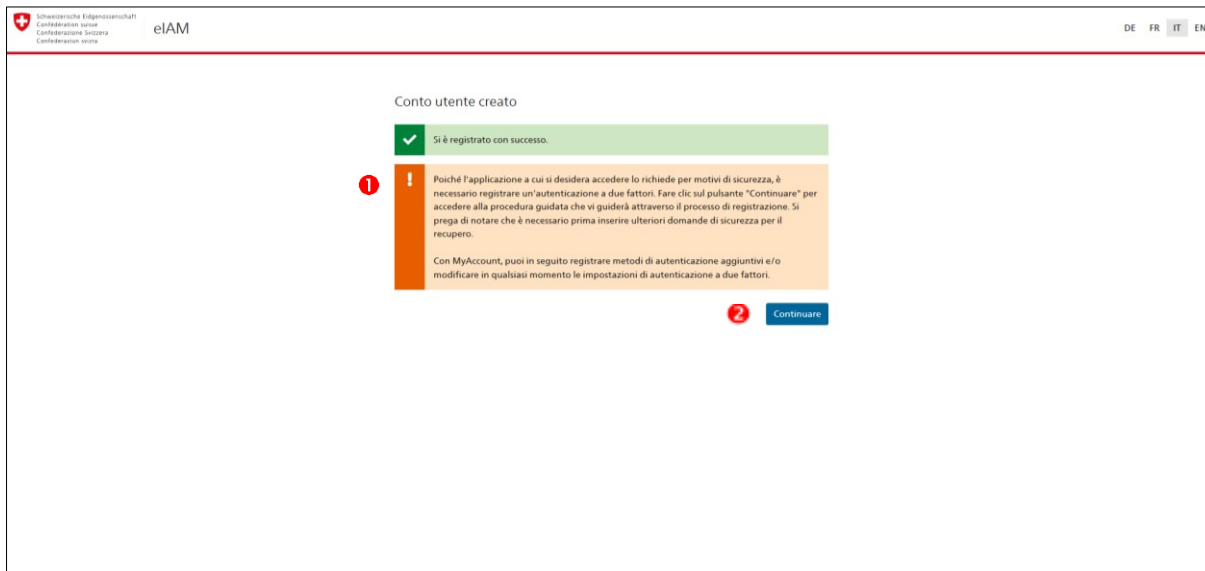 Schweizerische Eidgenossenschaft
Confédération suisse
Confederazione Svizzera
Confederaziun svizra
eIAM
DE FR IT EN
Conto utente creato
Si è registrato con successo.
1
! Poiché l'applicazione a cui si desidera accedere lo richiede per motivi di sicurezza, è
necessario registrare un'autenticazione a due fattori. Fare clic sul pulsante "Continuare" per
accedere alla procedura guidata che vi guiderà attraverso il processo di registrazione. Si
prega di notare che è necessario prima inserire ulteriori domande di sicurezza per il
recupero.
Con MyAccount, puoi in seguito registrare metodi di autenticazione aggiuntivi e/o
modificare in qualsiasi momento le impostazioni di autenticazione a due fattori.
2 Continuare